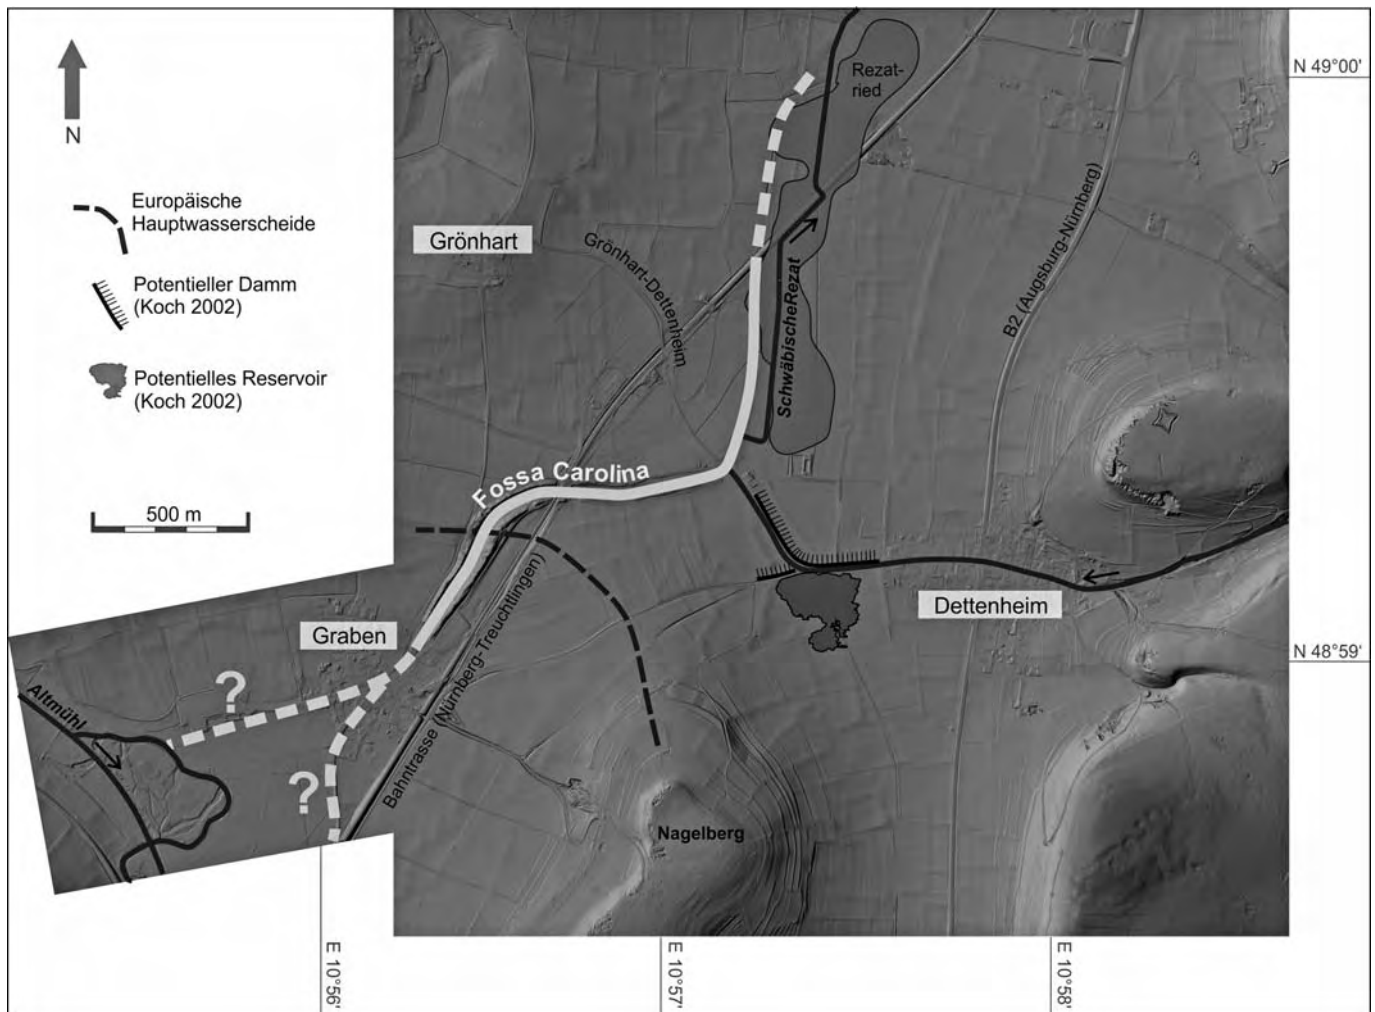 N
Europäische
Hauptwasserscheide
Potentieller Damm
(Koch 2002)
Potentielles Reservoir
(Koch 2002)
500 m
Rezat-
ried
N 49°00'
Grönhart
Grönhart-Dettenheim
SchwäbischeRezat
B2 (Augsburg-Nürnberg)
Fossa Carolina
Dettenheim
Graben
N 48°59'
Bahntrasse (Nürnberg-Treuchtlingen)
?
Altmühl
?
Nagelberg
E 10°56'
E 10°57'
E 10°58'